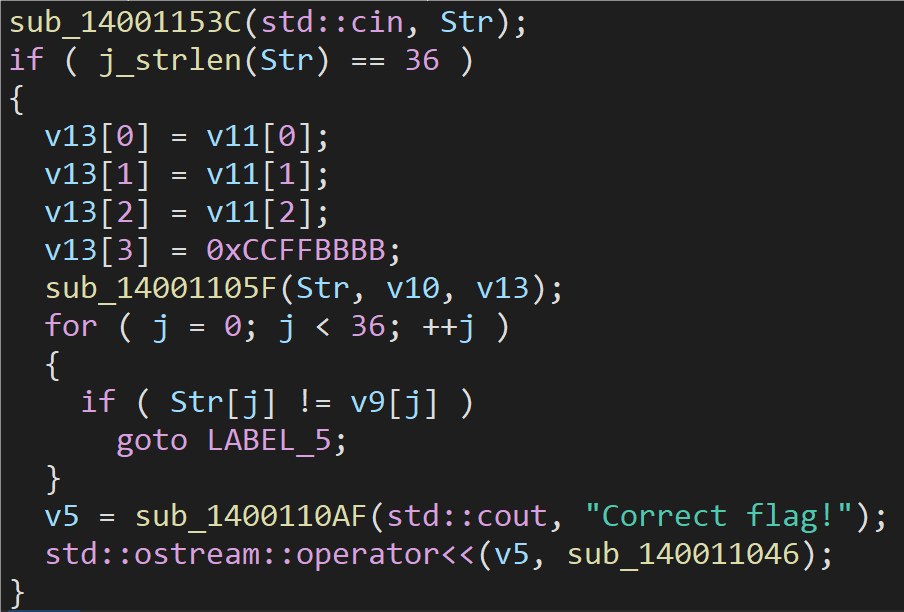 sub_14001153C(std::cin, Str);
if ( j_strlen(Str) == 36 )
{
  v13[0] = v11[0];
  v13[1] = v11[1];
  v13[2] = v11[2];
  v13[3] = 0xCCFFBBBB;
  sub_14001105F(Str, v10, v13);
  for ( j = 0; j < 36; ++j )
  {
    if ( Str[j] != v9[j] )
      goto LABEL_5;
  }
  v5 = sub_1400110AF(std::cout, "Correct flag!");
  std::ostream::operator<<(v5, sub_140011046);
}